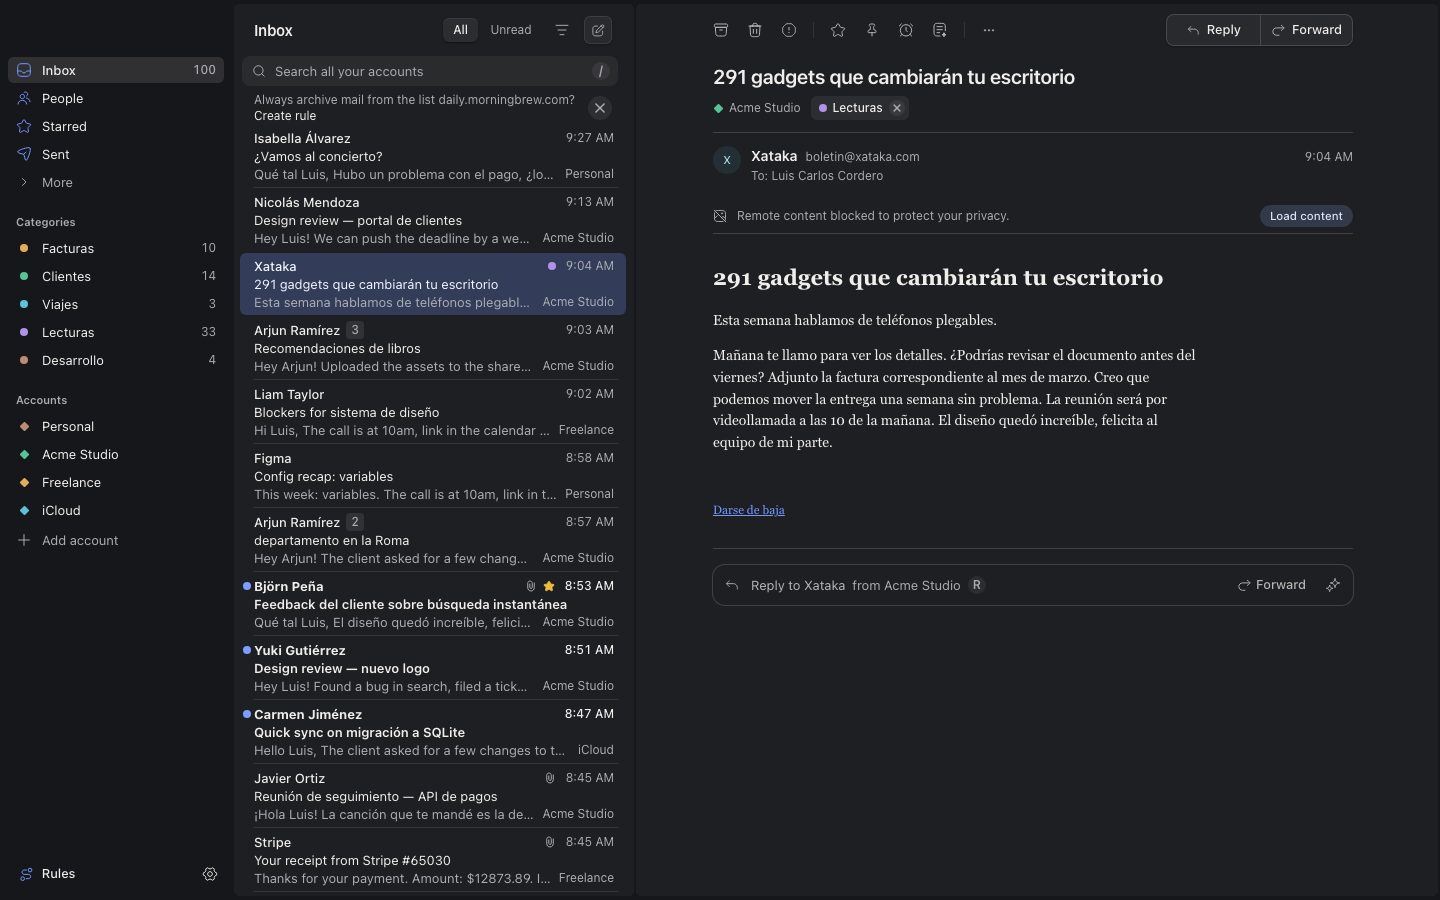 Inbox 100
People
Starred
Sent
More
Categories
Facturas 10
Clientes 14
Viajes 3
Lecturas 33
Desarrollo 4
Accounts
Personal
Acme Studio
Freelance
iCloud
Add account
Rules
Inbox All Unread
Search all your accounts /
Always archive mail from the list daily.morningbrew.com?
Create rule
Isabella Álvarez 9:27 AM
¿Vamos al concierto?
Qué tal Luis, Hubo un problema con el pago, ¿lo... Personal
Nicolás Mendoza 9:13 AM
Design review — portal de clientes
Hey Luis! We can push the deadline by a we... Acme Studio
Xataka 9:04 AM
291 gadgets que cambiarán tu escritorio
Esta semana hablamos de teléfonos plegabl... Acme Studio
Arjun Ramírez 3 9:03 AM
Recomendaciones de libros
Hey Arjun! Uploaded the assets to the share... Acme Studio
Liam Taylor 9:02 AM
Blockers for sistema de diseño
Hi Luis, The call is at 10am, link in the calendar ... Freelance
Figma 8:58 AM
Config recap: variables
This week: variables. The call is at 10am, link in t... Personal
Arjun Ramírez 2 8:57 AM
departamento en la Roma
Hey Arjun! The client asked for a few chang... Acme Studio
Björn Peña 8:53 AM
Feedback del cliente sobre búsqueda instantánea
Qué tal Luis, El diseño quedó increíble, felici... Acme Studio
Yuki Gutiérrez 8:51 AM
Design review — nuevo logo
Hey Luis! Found a bug in search, filed a tick... Acme Studio
Carmen Jiménez 8:47 AM
Quick sync on migración a SQLite
Hello Luis, The client asked for a few changes to t... iCloud
Javier Ortiz 8:45 AM
Reunión de seguimiento — API de pagos
¡Hola Luis! La canción que te mandé es la de... Acme Studio
Stripe 8:45 AM
Your receipt from Stripe #65030
Thanks for your payment. Amount: $12873.89. I... Freelance
Reply Forward
291 gadgets que cambiarán tu escritorio
Acme Studio Lecturas
X Xataka boletin@xataka.com 9:04 AM
To: Luis Carlos Cordero
Remote content blocked to protect your privacy. Load content
291 gadgets que cambiarán tu escritorio
Esta semana hablamos de teléfonos plegables.
Mañana te llamo para ver los detalles. ¿Podrías revisar el documento antes del
viernes? Adjunto la factura correspondiente al mes de marzo. Creo que
podemos mover la entrega una semana sin problema. La reunión será por
videollamada a las 10 de la mañana. El diseño quedó increíble, felicita al
equipo de mi parte.
Darse de baja
Reply to Xataka from Acme Studio R Forward